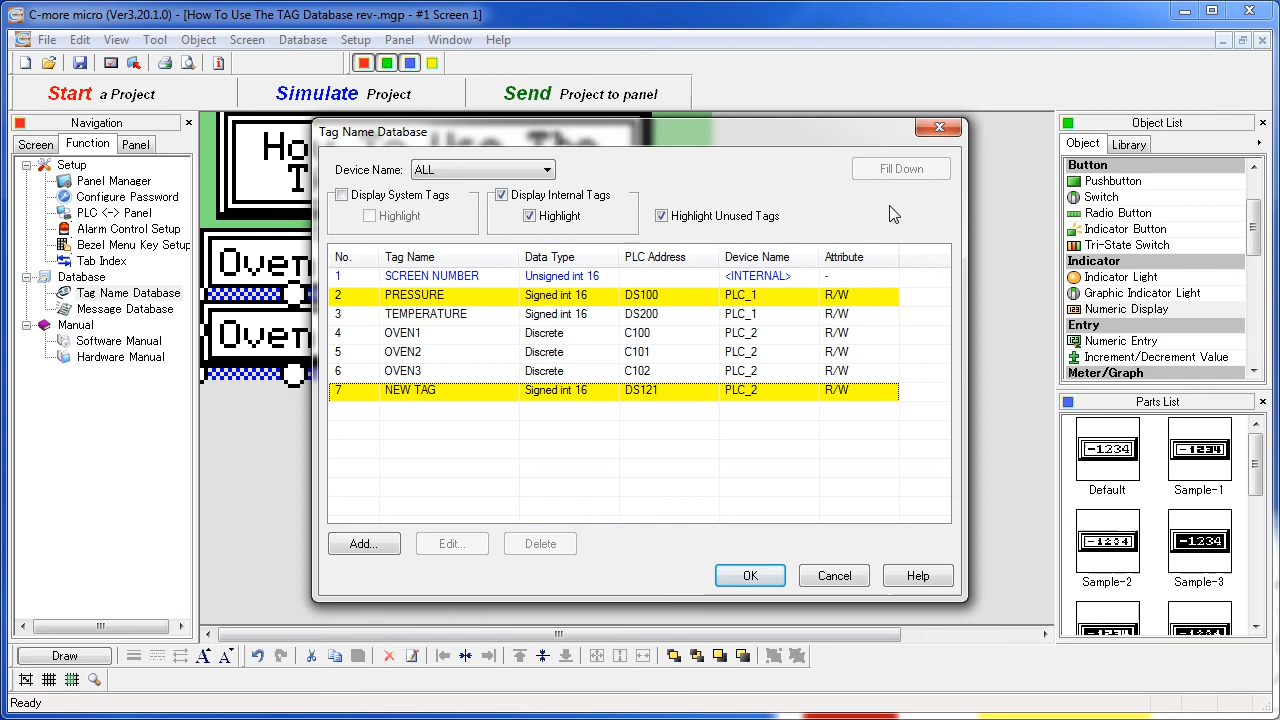 C-more micro (Ver3.20.1.0) - [How To Use The TAG Database rev-.mgp - #1 Screen 1]
File Edit View Tool Object Screen Database Setup Panel Window Help
Start a Project Simulate Project Send Project to panel
Navigation
Screen Function Panel
Setup
Panel Manager
Configure Password
PLC <-> Panel
Alarm Control Setup
Bezel Menu Key Setup
Tab Index
Database
Tag Name Database
Message Database
Manual
Software Manual
Hardware Manual
Oven
Oven
Tag Name Database
Device Name: ALL Fill Down
Display System Tags Display Internal Tags
Highlight Highlight Highlight Unused Tags
No. Tag Name Data Type PLC Address Device Name Attribute
1 SCREEN NUMBER Unsigned int 16 <INTERNAL> -
2 PRESSURE Signed int 16 DS100 PLC_1 R/W
3 TEMPERATURE Signed int 16 DS200 PLC_1 R/W
4 OVEN1 Discrete C100 PLC_2 R/W
5 OVEN2 Discrete C101 PLC_2 R/W
6 OVEN3 Discrete C102 PLC_2 R/W
7 NEW TAG Signed int 16 DS121 PLC_2 R/W
Add... Edit... Delete
OK Cancel Help
Object List
Object Library
Button
Pushbutton
Switch
Radio Button
Indicator Button
Tri-State Switch
Indicator
Indicator Light
Graphic Indicator Light
Numeric Display
Entry
Numeric Entry
Increment/Decrement Value
Meter/Graph
Parts List
-1234 -1234
Default Sample-1
-1234 -1234
Sample-2 Sample-3
Draw
Ready